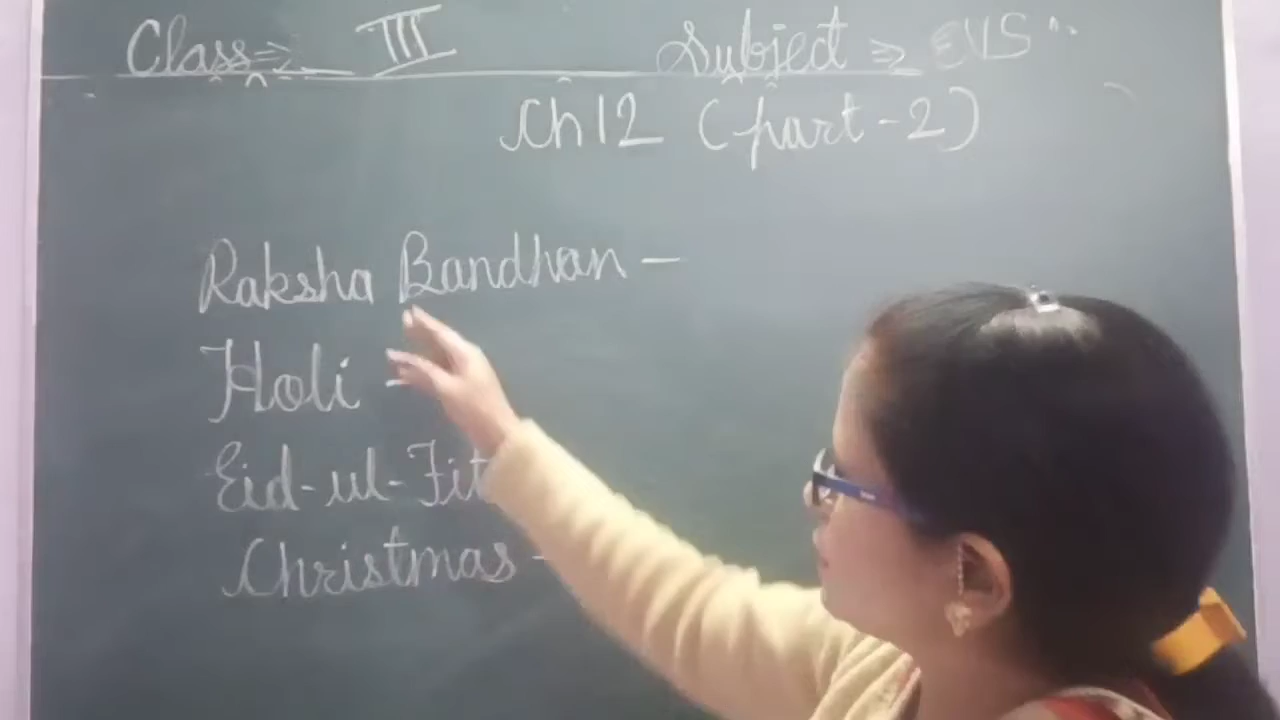 Class ⇒ III Subject ⇒ EVS
Ch 12 (part-2)
Raksha Bandhan -
Holi -
Eid-ul-Fit
Christmas -